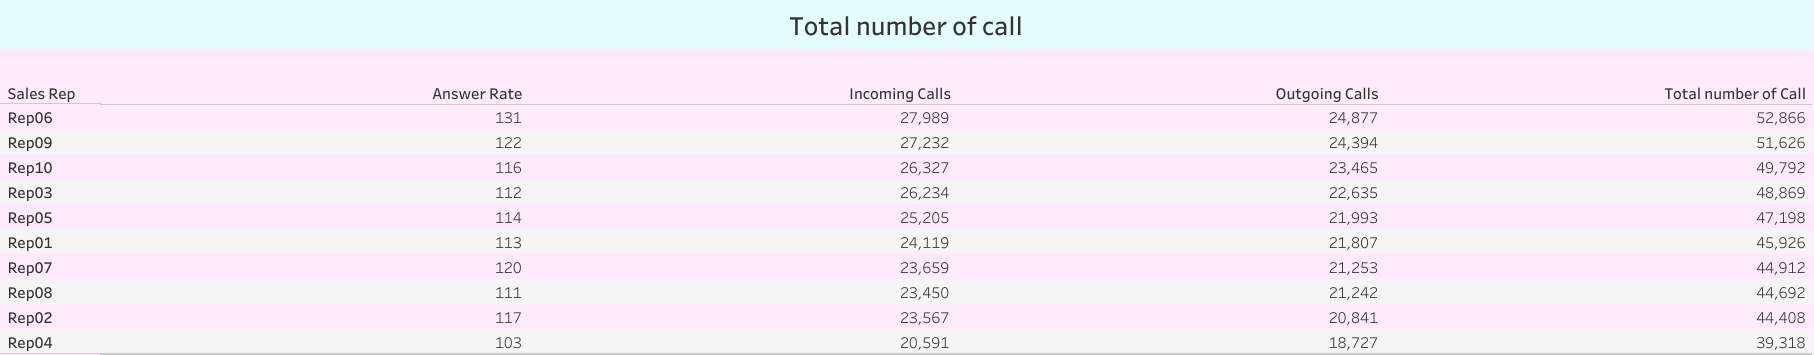 Total number of call
Sales Rep Answer Rate Incoming Calls Outgoing Calls Total number of Call
Rep06 131 27,989 24,877 52,866
Rep09 122 27,232 24,394 51,626
Rep10 116 26,327 23,465 49,792
Rep03 112 26,234 22,635 48,869
Rep05 114 25,205 21,993 47,198
Rep01 113 24,119 21,807 45,926
Rep07 120 23,659 21,253 44,912
Rep08 111 23,450 21,242 44,692
Rep02 117 23,567 20,841 44,408
Rep04 103 20,591 18,727 39,318